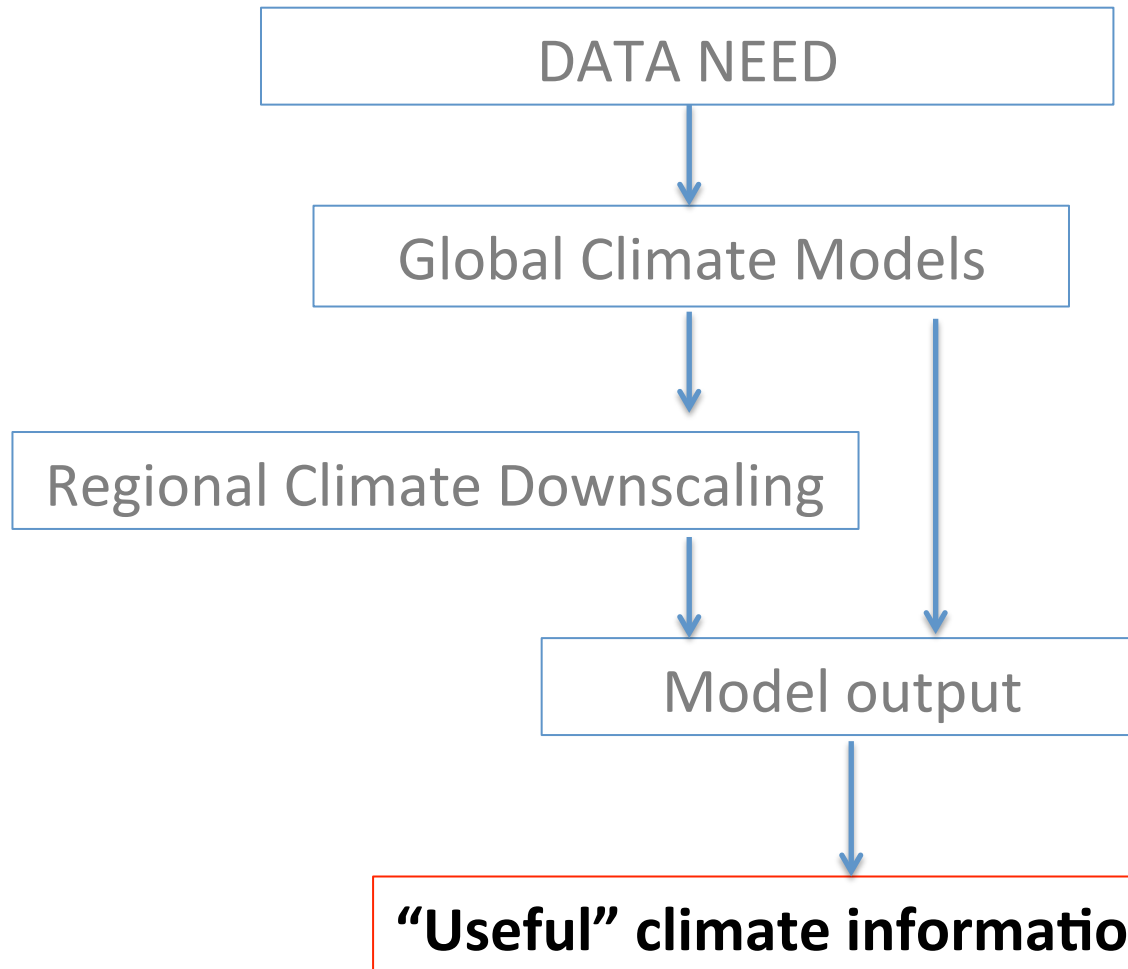 DATA NEED
Global Climate Models
Regional Climate Downscaling
Model output
“Useful” climate informatio